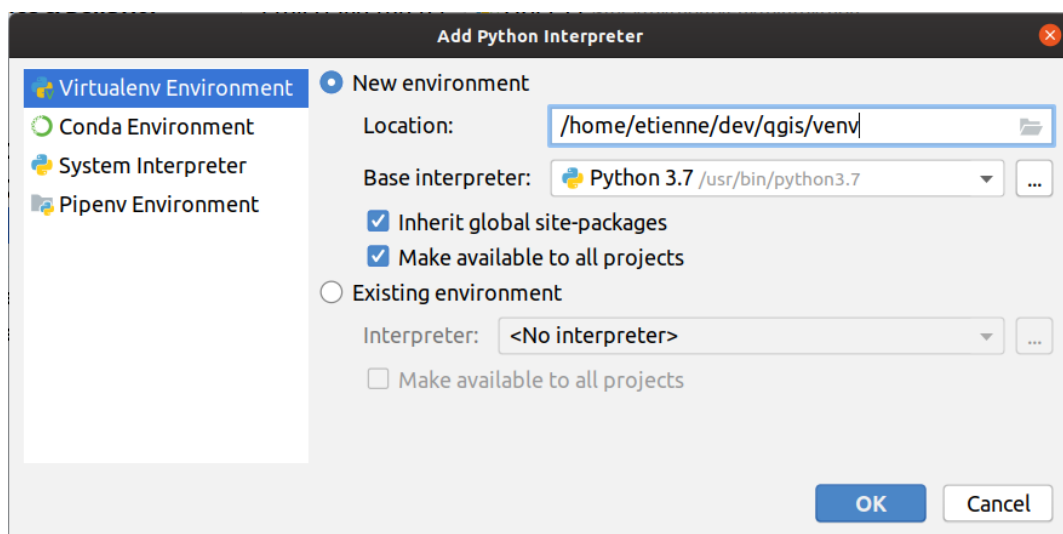 Add Python Interpreter
Virtualenv Environment
Conda Environment
System Interpreter
Pipenv Environment
New environment
Location: /home/etienne/dev/qgis/venv
Base interpreter: Python 3.7 /usr/bin/python3.7 ...
Inherit global site-packages
Make available to all projects
Existing environment
Interpreter: <No interpreter> ...
Make available to all projects
OK Cancel